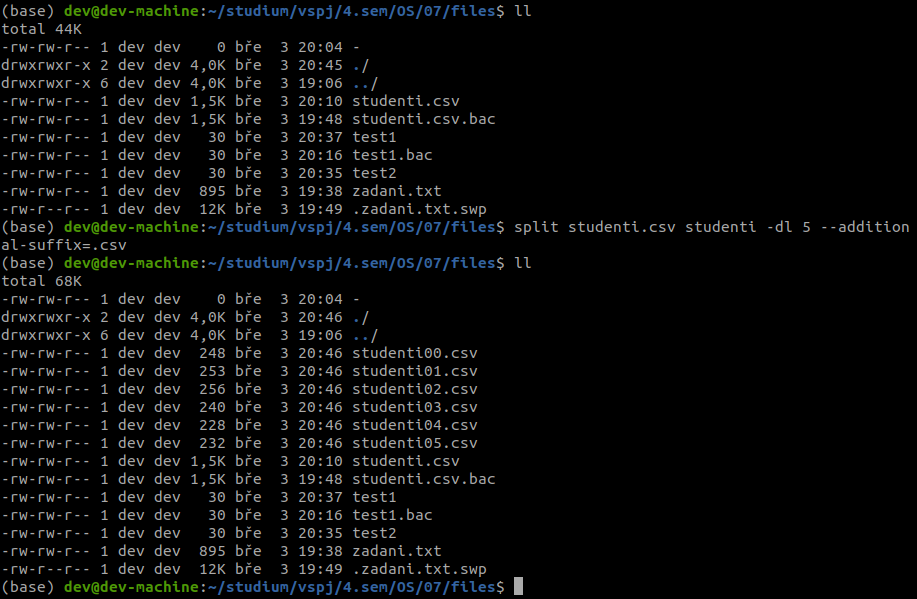 (base) dev@dev-machine:~/studium/vspj/4.sem/OS/07/files$ ll
total 44K
-rw-rw-r-- 1 dev dev    0 bře  3 20:04 -
drwxrwxr-x 2 dev dev 4,0K bře  3 20:45 ./
drwxrwxr-x 6 dev dev 4,0K bře  3 19:06 ../
-rw-rw-r-- 1 dev dev 1,5K bře  3 20:10 studenti.csv
-rw-rw-r-- 1 dev dev 1,5K bře  3 19:48 studenti.csv.bac
-rw-rw-r-- 1 dev dev   30 bře  3 20:37 test1
-rw-rw-r-- 1 dev dev   30 bře  3 20:16 test1.bac
-rw-rw-r-- 1 dev dev   30 bře  3 20:35 test2
-rw-rw-r-- 1 dev dev  895 bře  3 19:38 zadani.txt
-rw-r--r-- 1 dev dev  12K bře  3 19:49 .zadani.txt.swp
(base) dev@dev-machine:~/studium/vspj/4.sem/OS/07/files$ split studenti.csv studenti -dl 5 --addition
al-suffix=.csv
(base) dev@dev-machine:~/studium/vspj/4.sem/OS/07/files$ ll
total 68K
-rw-rw-r-- 1 dev dev    0 bře  3 20:04 -
drwxrwxr-x 2 dev dev 4,0K bře  3 20:46 ./
drwxrwxr-x 6 dev dev 4,0K bře  3 19:06 ../
-rw-rw-r-- 1 dev dev  248 bře  3 20:46 studenti00.csv
-rw-rw-r-- 1 dev dev  253 bře  3 20:46 studenti01.csv
-rw-rw-r-- 1 dev dev  256 bře  3 20:46 studenti02.csv
-rw-rw-r-- 1 dev dev  240 bře  3 20:46 studenti03.csv
-rw-rw-r-- 1 dev dev  228 bře  3 20:46 studenti04.csv
-rw-rw-r-- 1 dev dev  232 bře  3 20:46 studenti05.csv
-rw-rw-r-- 1 dev dev 1,5K bře  3 20:10 studenti.csv
-rw-rw-r-- 1 dev dev 1,5K bře  3 19:48 studenti.csv.bac
-rw-rw-r-- 1 dev dev   30 bře  3 20:37 test1
-rw-rw-r-- 1 dev dev   30 bře  3 20:16 test1.bac
-rw-rw-r-- 1 dev dev   30 bře  3 20:35 test2
-rw-rw-r-- 1 dev dev  895 bře  3 19:38 zadani.txt
-rw-r--r-- 1 dev dev  12K bře  3 19:49 .zadani.txt.swp
(base) dev@dev-machine:~/studium/vspj/4.sem/OS/07/files$